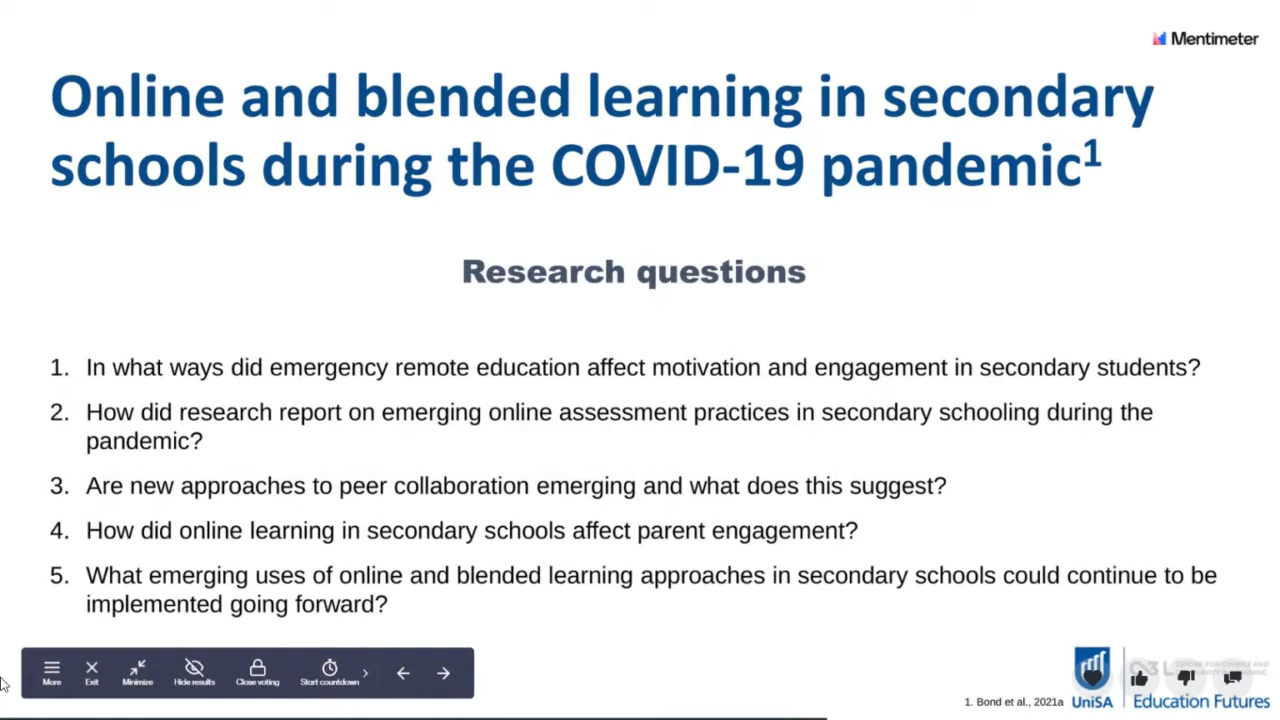 Mentimeter
Online and blended learning in secondary
schools during the COVID-19 pandemic1
Research questions
1. In what ways did emergency remote education affect motivation and engagement in secondary students?
2. How did research report on emerging online assessment practices in secondary schooling during the
pandemic?
3. Are new approaches to peer collaboration emerging and what does this suggest?
4. How did online learning in secondary schools affect parent engagement?
5. What emerging uses of online and blended learning approaches in secondary schools could continue to be
implemented going forward?
More Exit Minimize Hide results Close voting Start countdown
1. Bond et al., 2021a
UniSA
Education Futures